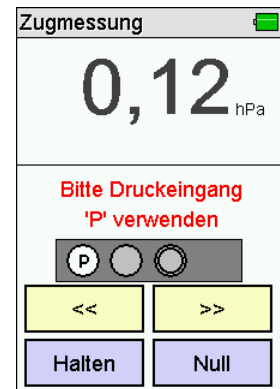 Zugmessung
0,12 hPa
Bitte Druckeingang
'P' verwenden
P
<< >>
Halten Null